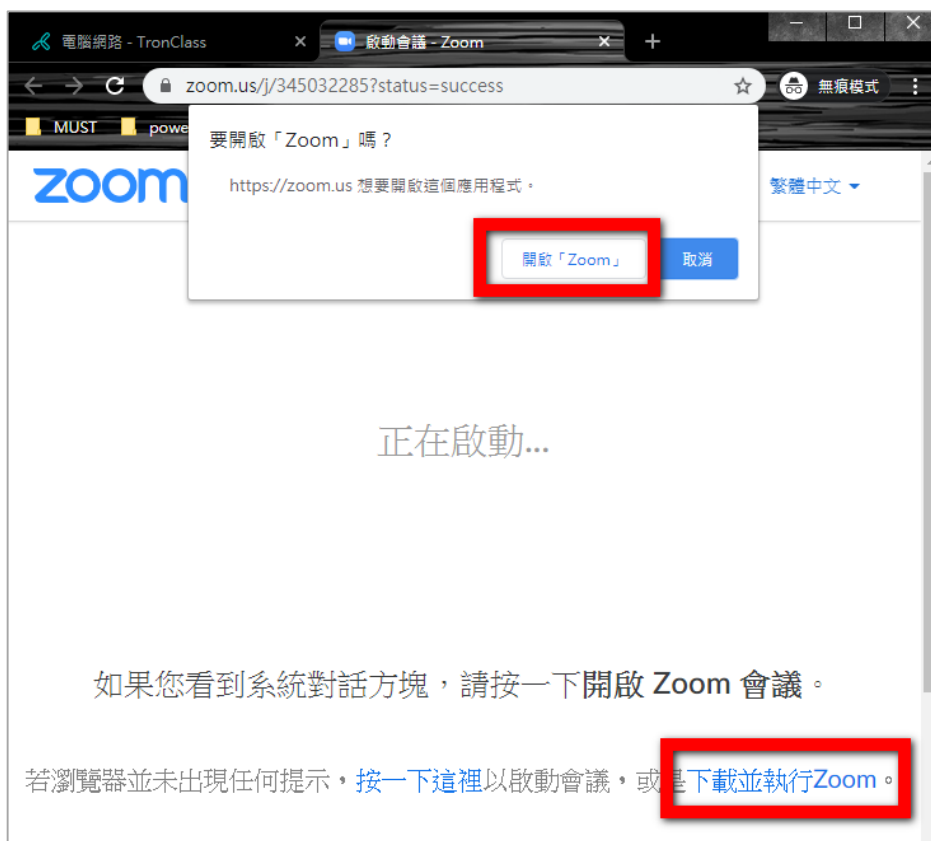 電腦網路 - TronClass
啟動會議 - Zoom
zoom.us/j/345032285?status=success
無痕模式
MUST
powe
要開啟「Zoom」嗎？
https://zoom.us 想要開啟這個應用程式。
開啟「Zoom」
取消
zoom
繁體中文
正在啟動...
如果您看到系統對話方塊，請按一下開啟 Zoom 會議。
若瀏覽器並未出現任何提示，按一下這裡以啟動會議，或是下載並執行Zoom。